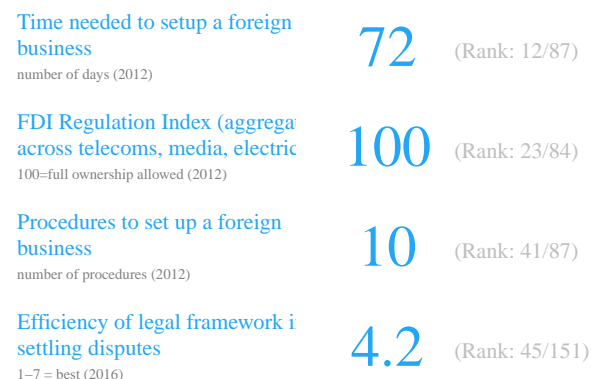 Time needed to setup a foreign
business
number of days (2012)
72
(Rank: 12/87)
FDI Regulation Index (aggregat
across telecoms, media, electric
100=full ownership allowed (2012)
100
(Rank: 23/84)
Procedures to set up a foreign
business
number of procedures (2012)
10
(Rank: 41/87)
Efficiency of legal framework i
settling disputes
1–7 = best (2016)
4.2
(Rank: 45/151)